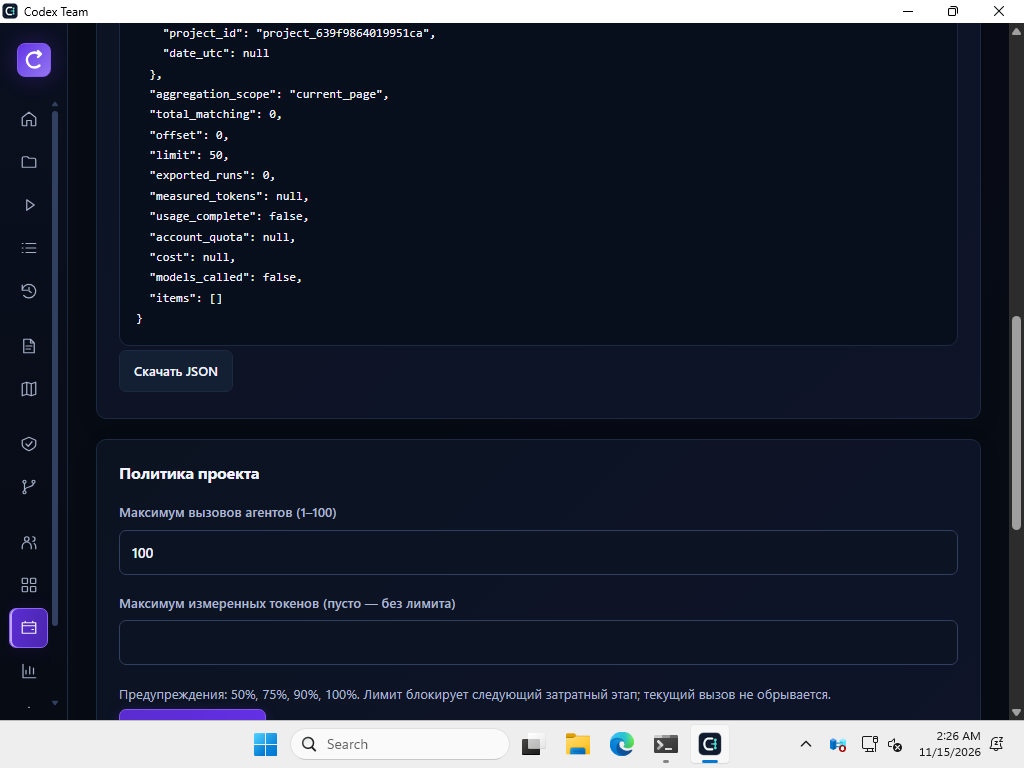 Codex Team
"project_id": "project_639f9864019951ca",
"date_utc": null
},
"aggregation_scope": "current_page",
"total_matching": 0,
"offset": 0,
"limit": 50,
"exported_runs": 0,
"measured_tokens": null,
"usage_complete": false,
"account_quota": null,
"cost": null,
"models_called": false,
"items": []
}
Скачать JSON
Политика проекта
Максимум вызовов агентов (1–100)
100
Максимум измеренных токенов (пусто — без лимита)
Предупреждения: 50%, 75%, 90%, 100%. Лимит блокирует следующий затратный этап; текущий вызов не обрывается.
Search
2:26 AM
11/15/2026